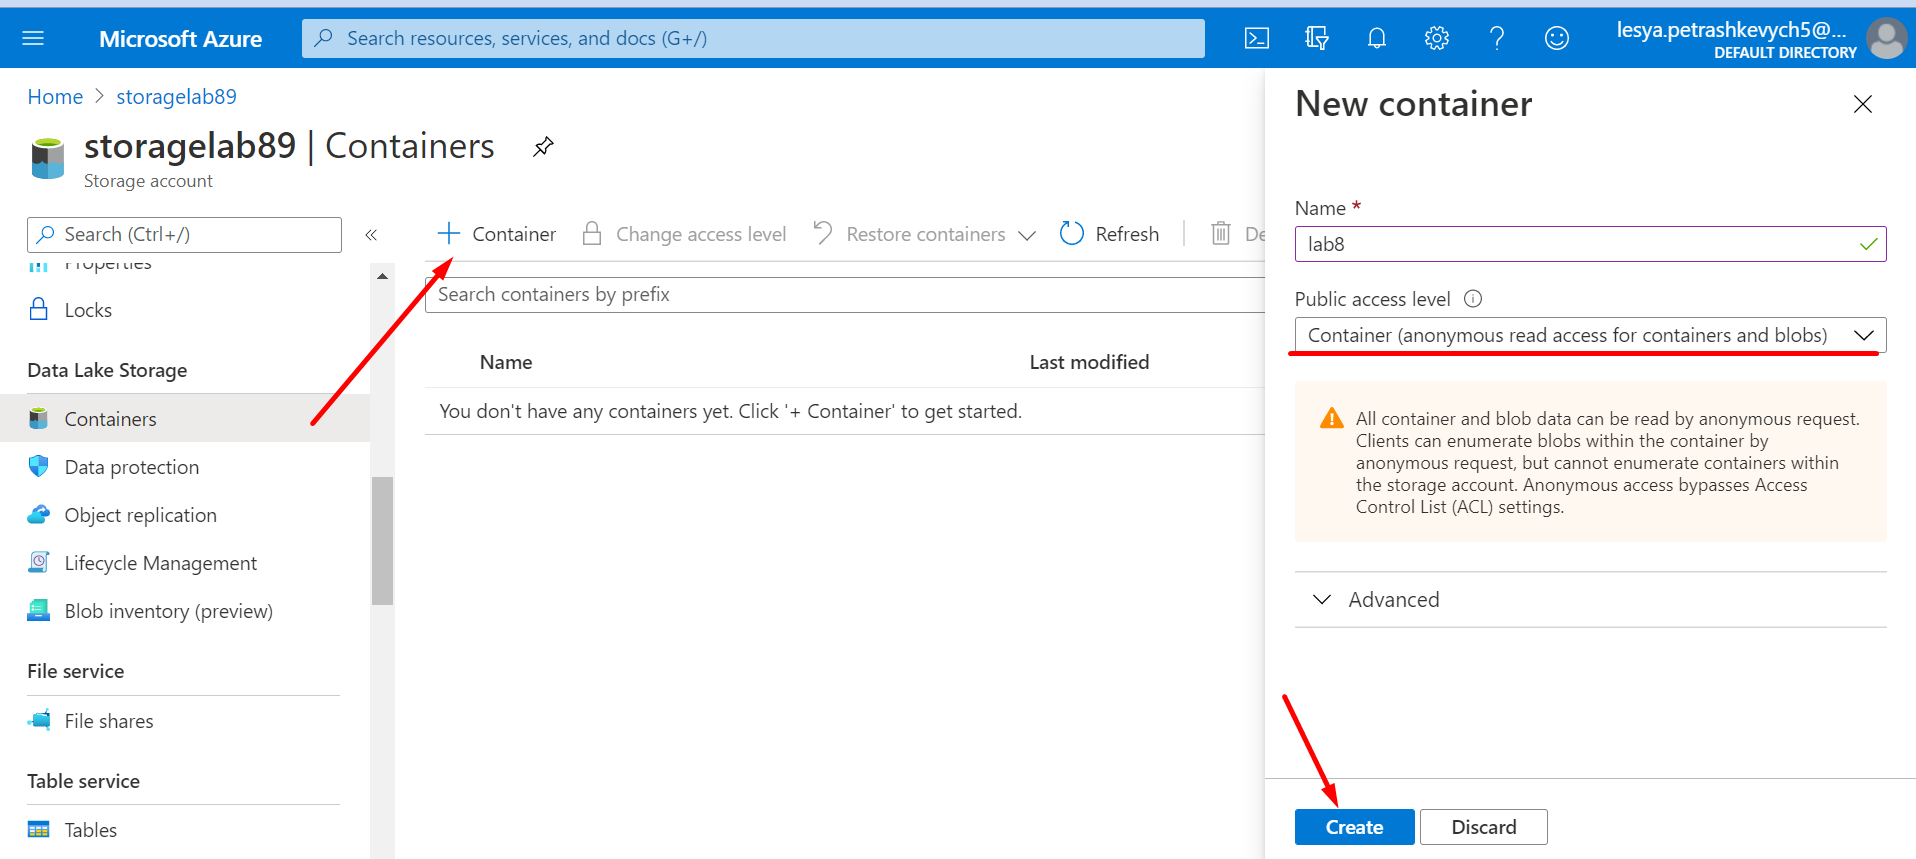 Microsoft Azure
Search resources, services, and docs (G+/)
lesya.petrashkevych5@...
DEFAULT DIRECTORY
Home > storagelab89
storagelab89 | Containers
Storage account
Search (Ctrl+/)
«
Properties
Locks
Data Lake Storage
Containers
Data protection
Object replication
Lifecycle Management
Blob inventory (preview)
File service
File shares
Table service
Tables
Container
Change access level
Restore containers
Refresh
De
Search containers by prefix
Name Last modified
You don't have any containers yet. Click '+ Container' to get started.
New container
Name *
lab8
Public access level
Container (anonymous read access for containers and blobs)
All container and blob data can be read by anonymous request.
Clients can enumerate blobs within the container by
anonymous request, but cannot enumerate containers within
the storage account. Anonymous access bypasses Access
Control List (ACL) settings.
Advanced
Create
Discard